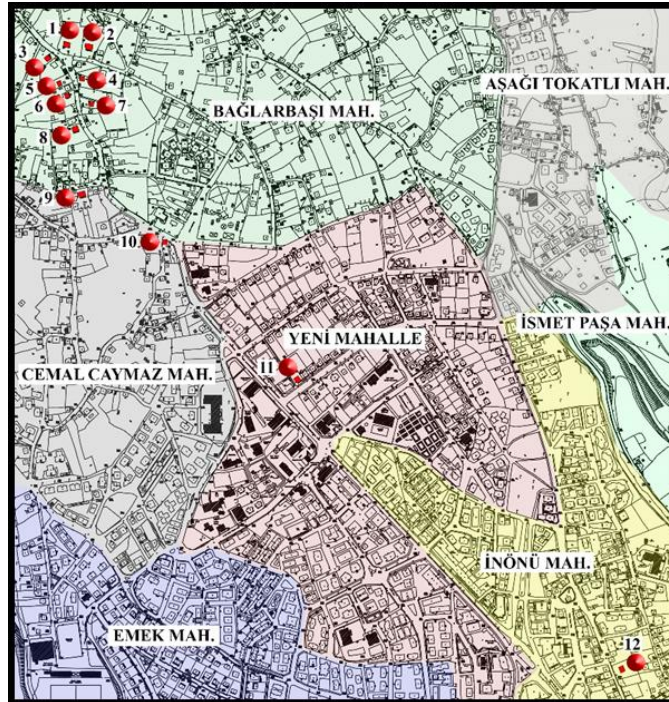 1
2
3
4
5
6
7
8
AŞAĞI TOKATLI MAH.
BAĞLARBAŞI MAH.
9
10
İSMET PAŞA MAH.
YENİ MAHALLE
11
CEMAL CAYMAZ MAH.
İNÖNÜ MAH.
EMEK MAH.
12